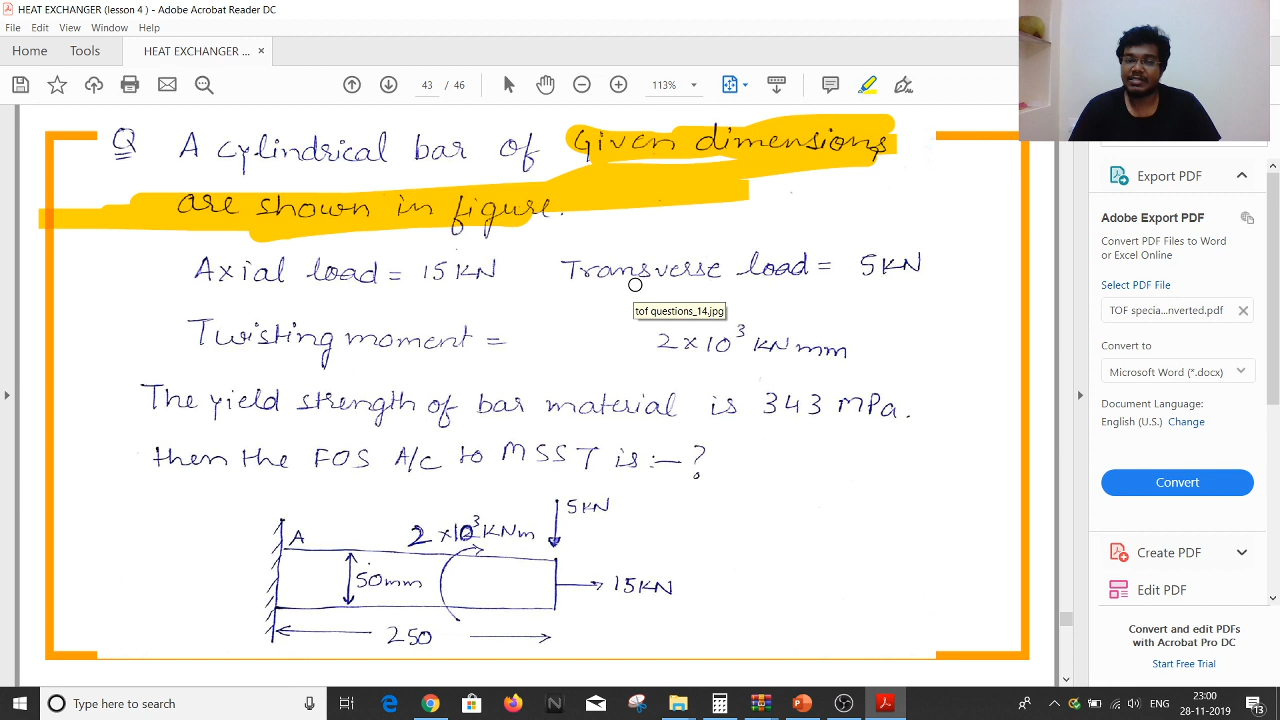 HEAT EXCHANGER (lesson 4 ) - Adobe Acrobat Reader DC
File Edit View Window Help
Home Tools HEAT EXCHANGER ... ×
43 / 46 113%
Q A cylindrical bar of Given dimensions
are shown in figure.
Axial load = 15 KN Transverse load = 5KN
tof questions_14.jpg
Twisting moment = 2×10³ KN mm
The yield strength of bar material is 343 MPa.
then the FOS A/c to MSST is :— ?
5KN
A 2×10³KNm
50mm
15KN
250
Export PDF
Adobe Export PDF
Convert PDF Files to Word
or Excel Online
Select PDF File
TOF specia...nverted.pdf
Convert to
Microsoft Word (*.docx)
Document Language:
English (U.S.) Change
Convert
Create PDF
Edit PDF
Convert and edit PDFs
with Acrobat Pro DC
Start Free Trial
Type here to search
ENG
23:00
28-11-2019